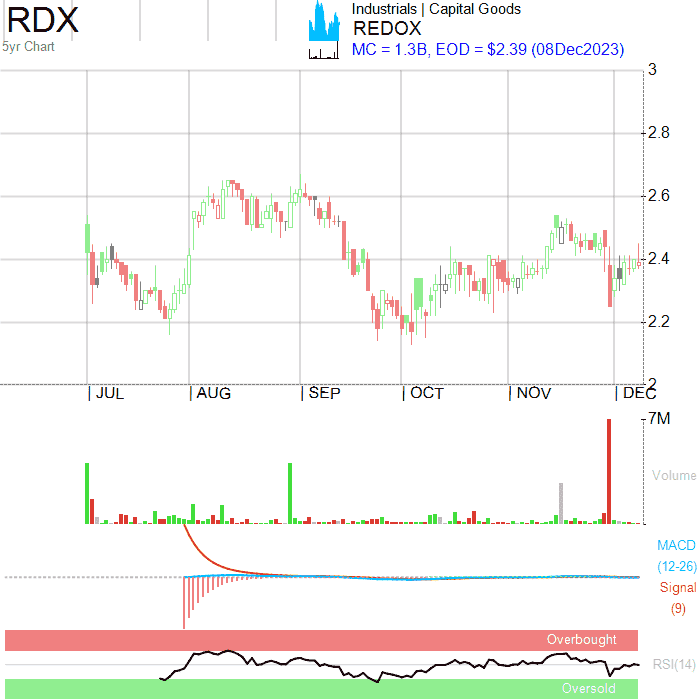 RDX
5yr Chart
Industrials | Capital Goods
REDOX
MC = 1.3B, EOD = $2.39 (08Dec2023)
3
2.8
2.6
2.4
2.2
2
| JUL | AUG | SEP | OCT | NOV | DEC
7M
Volume
MACD
(12-26)
Signal
(9)
Overbought
RSI(14)
Oversold